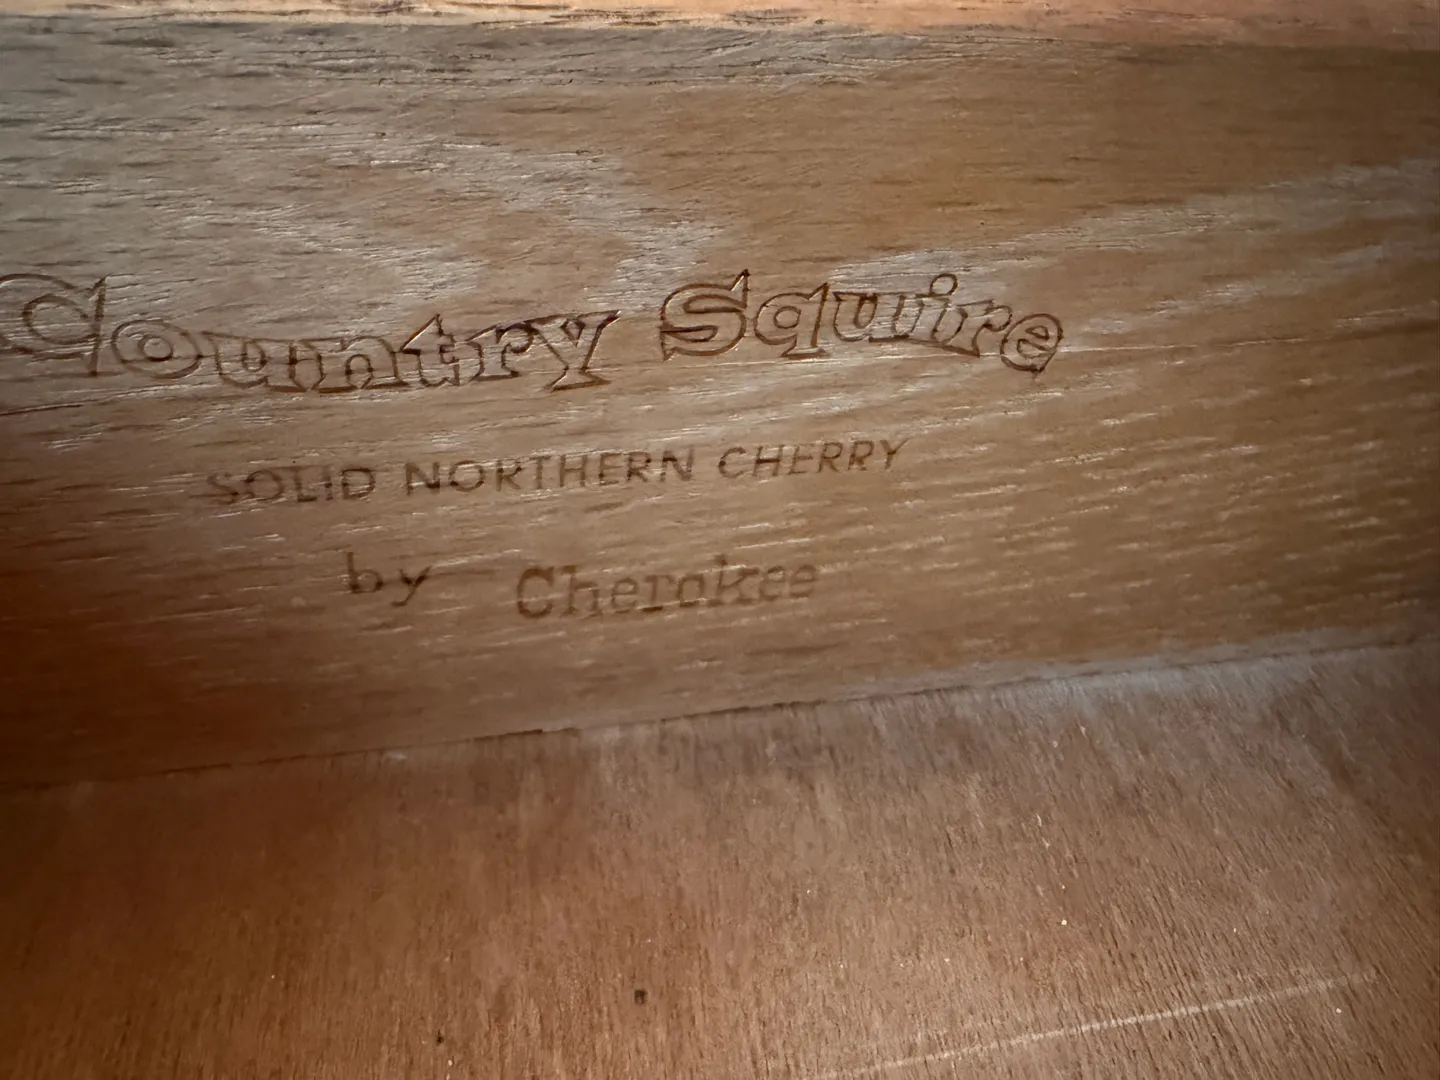 Country Squire
SOLID NORTHERN CHERRY
by Cherokee